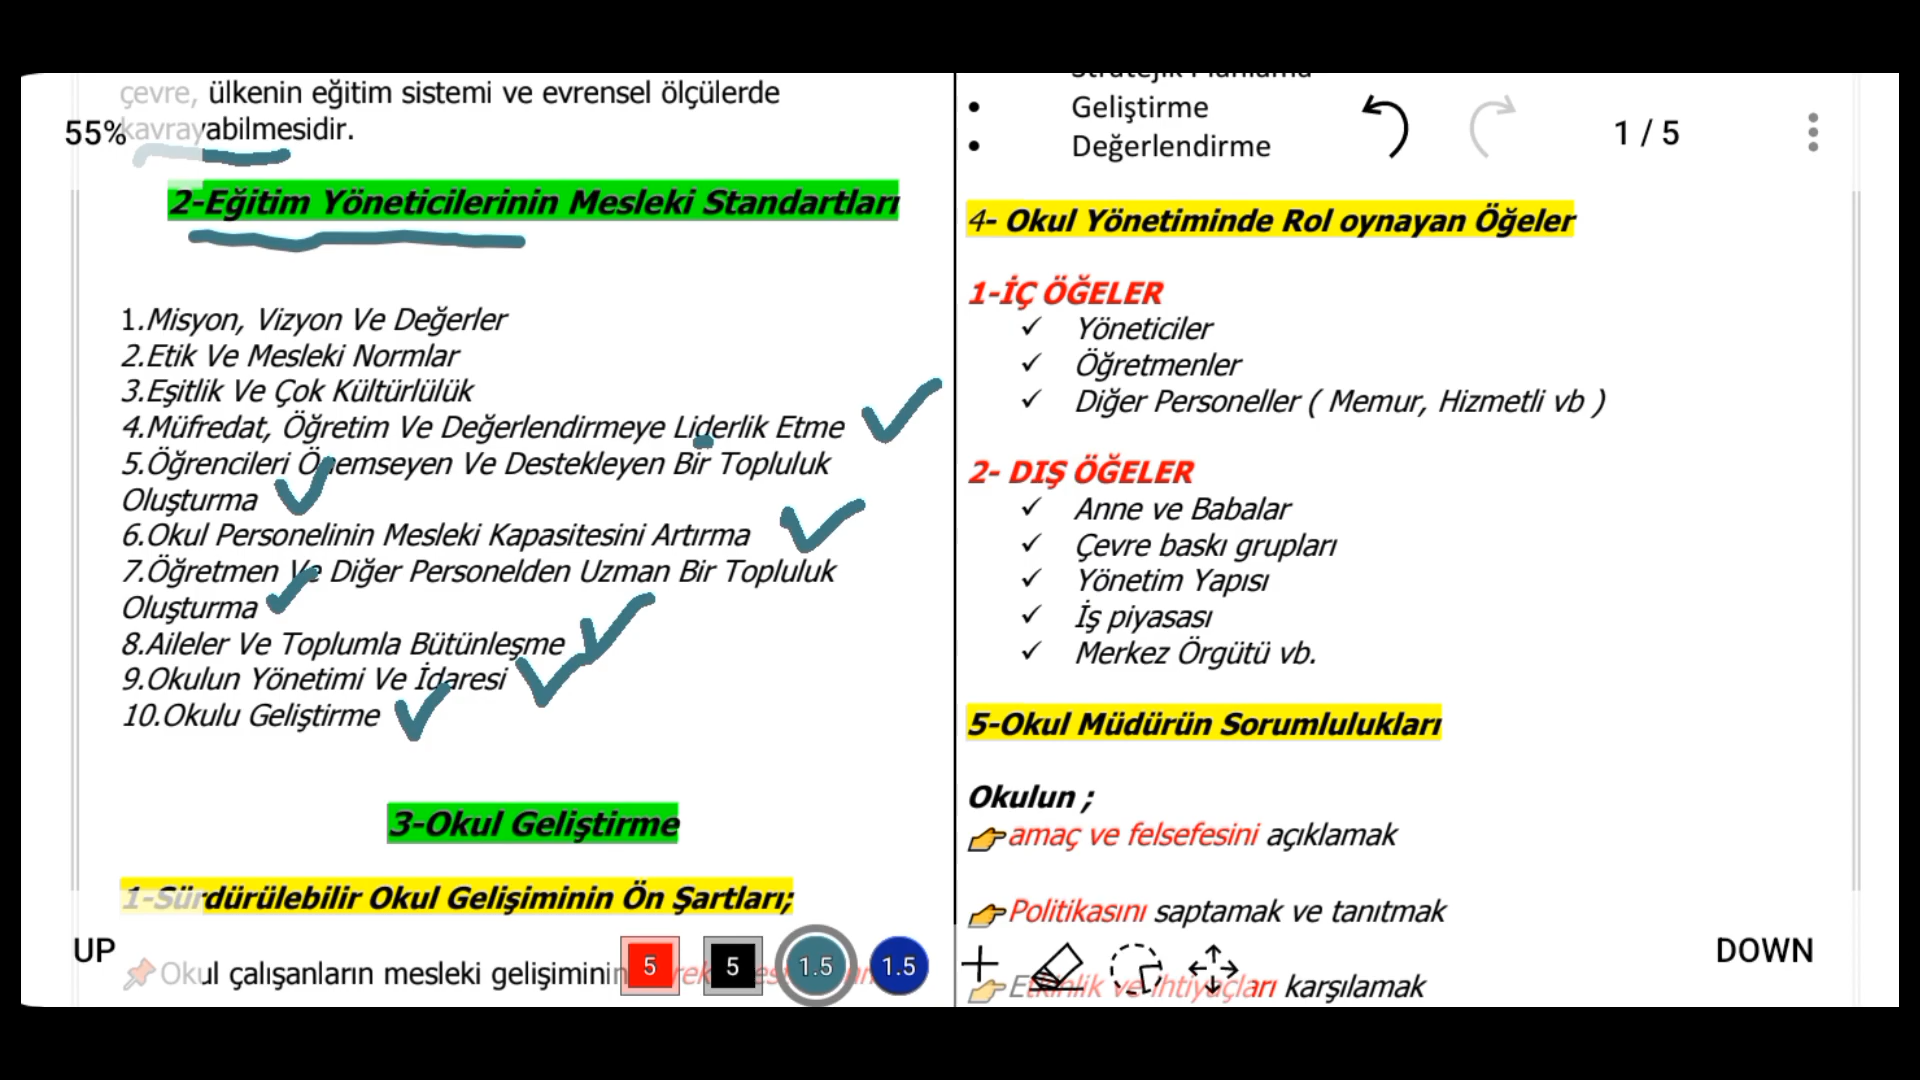 çevre, ülkenin eğitim sistemi ve evrensel ölçülerde
55%
kavrayabilmesidir.
2-Eğitim Yöneticilerinin Mesleki Standartları
1.Misyon, Vizyon Ve Değerler
2.Etik Ve Mesleki Normlar
3.Eşitlik Ve Çok Kültürlülük
4.Müfredat, Öğretim Ve Değerlendirmeye Liderlik Etme
5.Öğrencileri Önemseyen Ve Destekleyen Bir Topluluk
Oluşturma
6.Okul Personelinin Mesleki Kapasitesini Artırma
7.Öğretmen Ve Diğer Personelden Uzman Bir Topluluk
Oluşturma
8.Aileler Ve Toplumla Bütünleşme
9.Okulun Yönetimi Ve İdaresi
10.Okulu Geliştirme
3-Okul Geliştirme
1-Sürdürülebilir Okul Gelişiminin Ön Şartları;
UP
Okul çalışanların mesleki gelişiminin
5 5 1.5 1.5
Stratejik Planlama
• Geliştirme
• Değerlendirme
1 / 5
4- Okul Yönetiminde Rol oynayan Öğeler
1-İÇ ÖĞELER
✓ Yöneticiler
✓ Öğretmenler
✓ Diğer Personeller ( Memur, Hizmetli vb )
2- DIŞ ÖĞELER
✓ Anne ve Babalar
✓ Çevre baskı grupları
✓ Yönetim Yapısı
✓ İş piyasası
✓ Merkez Örgütü vb.
5-Okul Müdürün Sorumlulukları
Okulun ;
👉amaç ve felsefesini açıklamak
👉Politikasını saptamak ve tanıtmak
DOWN
👉Etkinlik ve ihtiyaçları karşılamak